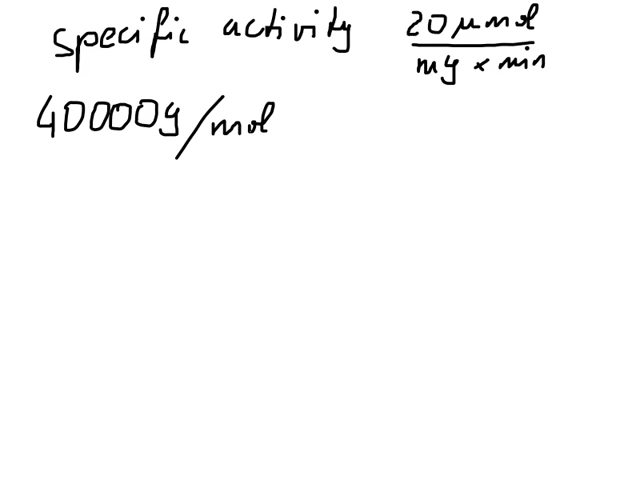 specific activity 20 μmol / mg × min
40000g/mol